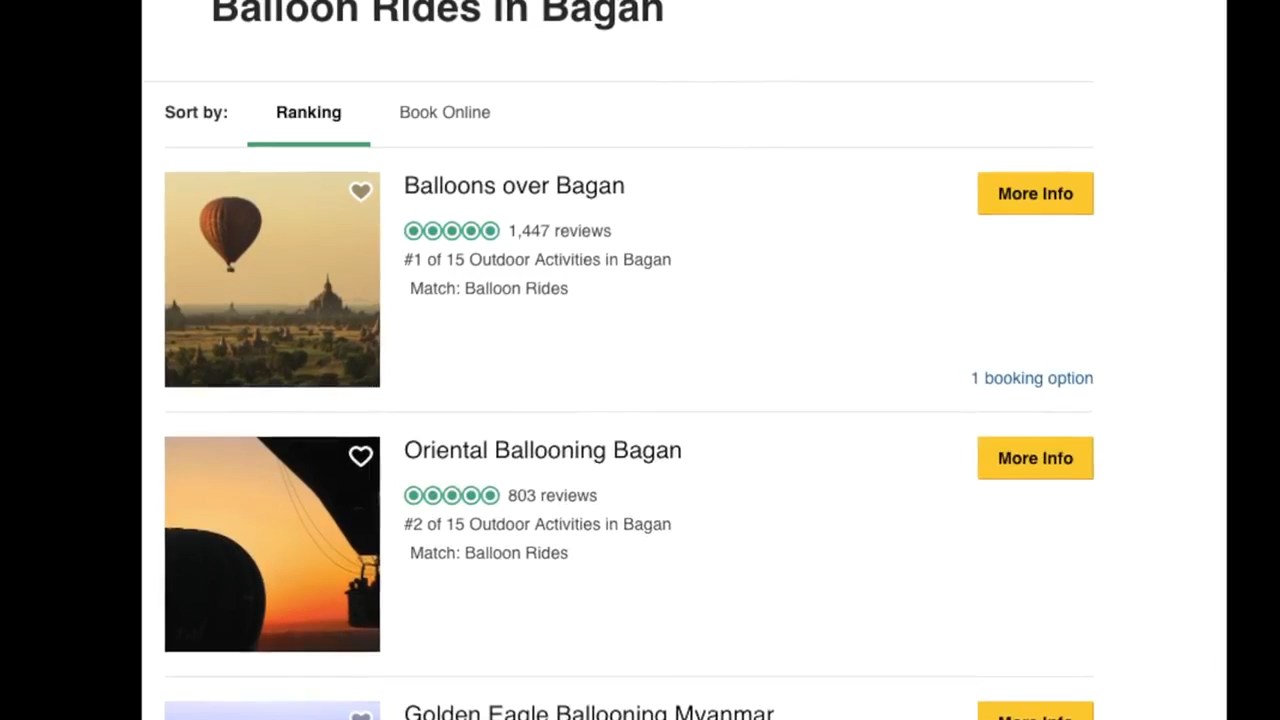 Balloon Rides in Bagan
Sort by: Ranking Book Online
Balloons over Bagan
More Info
1,447 reviews
#1 of 15 Outdoor Activities in Bagan
Match: Balloon Rides
1 booking option
Oriental Ballooning Bagan
More Info
803 reviews
#2 of 15 Outdoor Activities in Bagan
Match: Balloon Rides
Golden Eagle Ballooning Myanmar
More Info